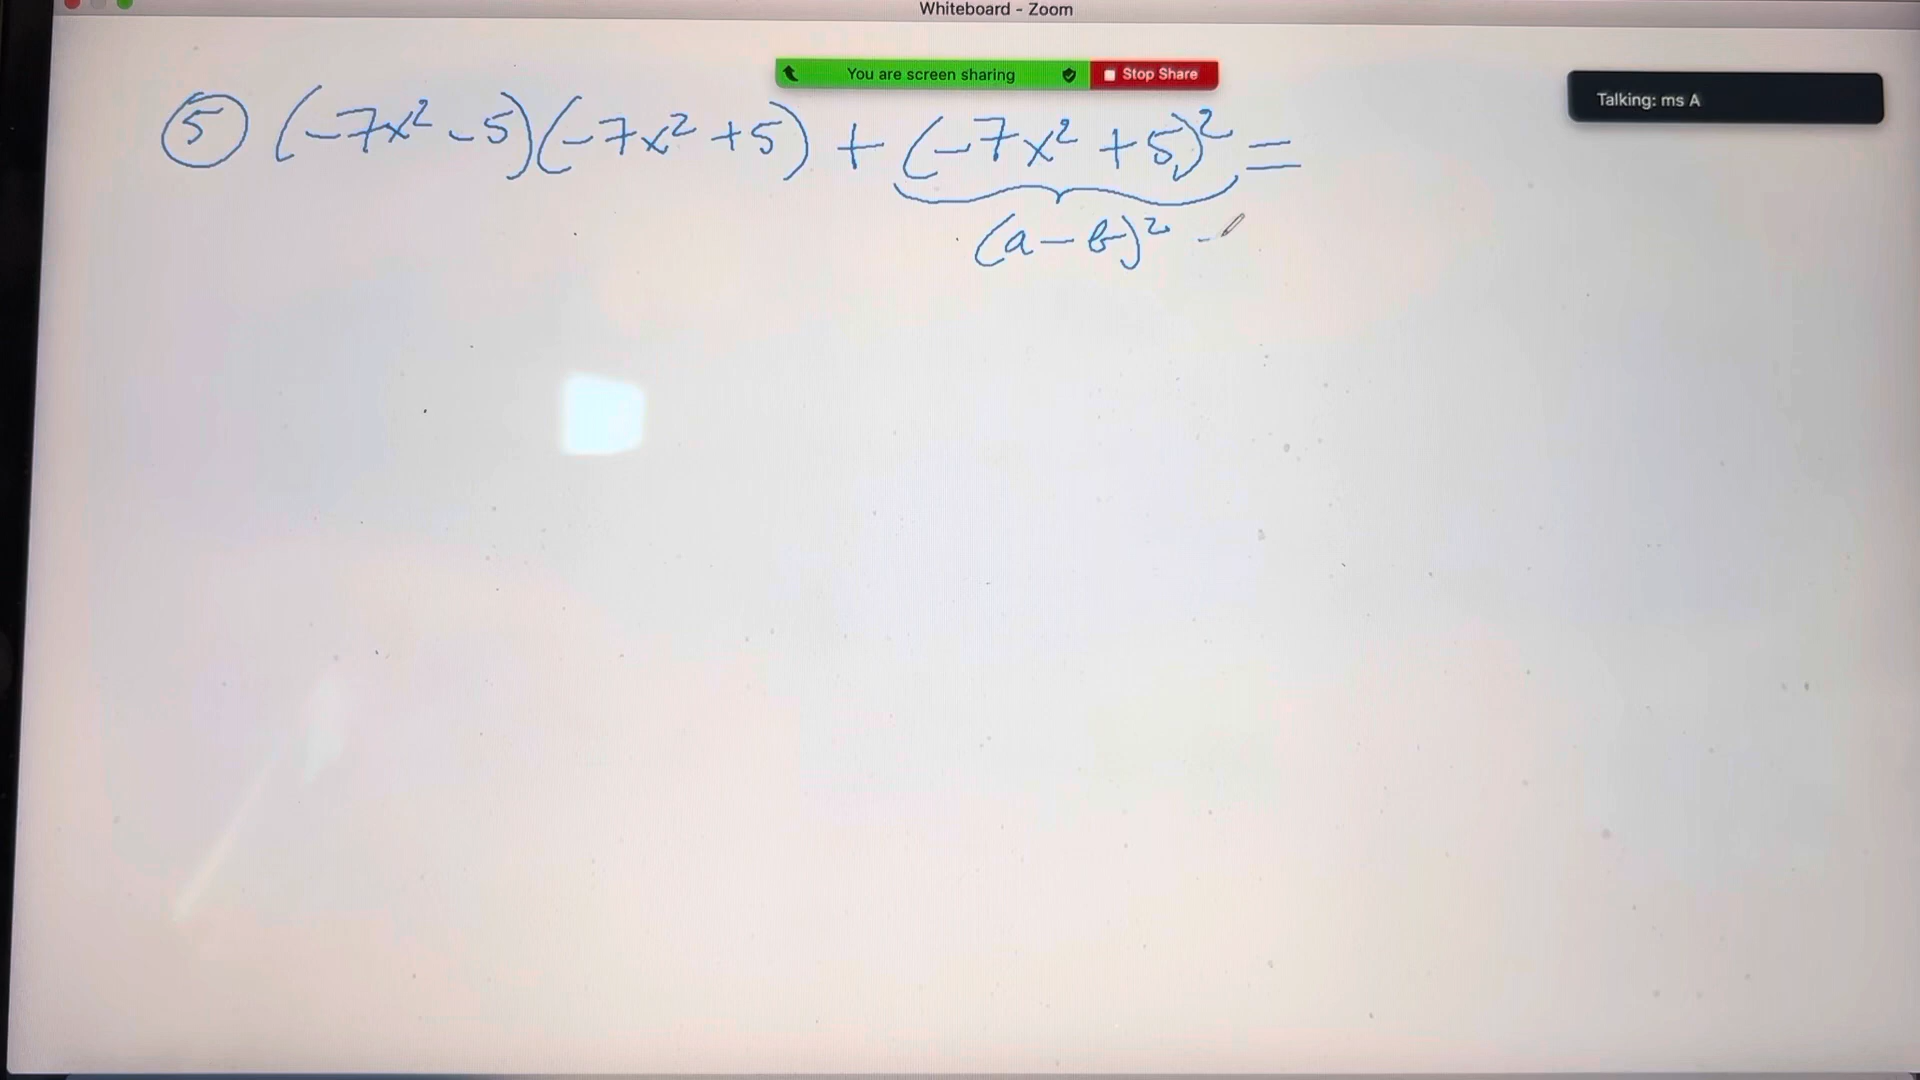 Whiteboard - Zoom
You are screen sharing Stop Share
Talking: ms A
⑤ (-7x² - 5)(-7x² + 5) + (-7x² + 5)² =
(a - b)² -